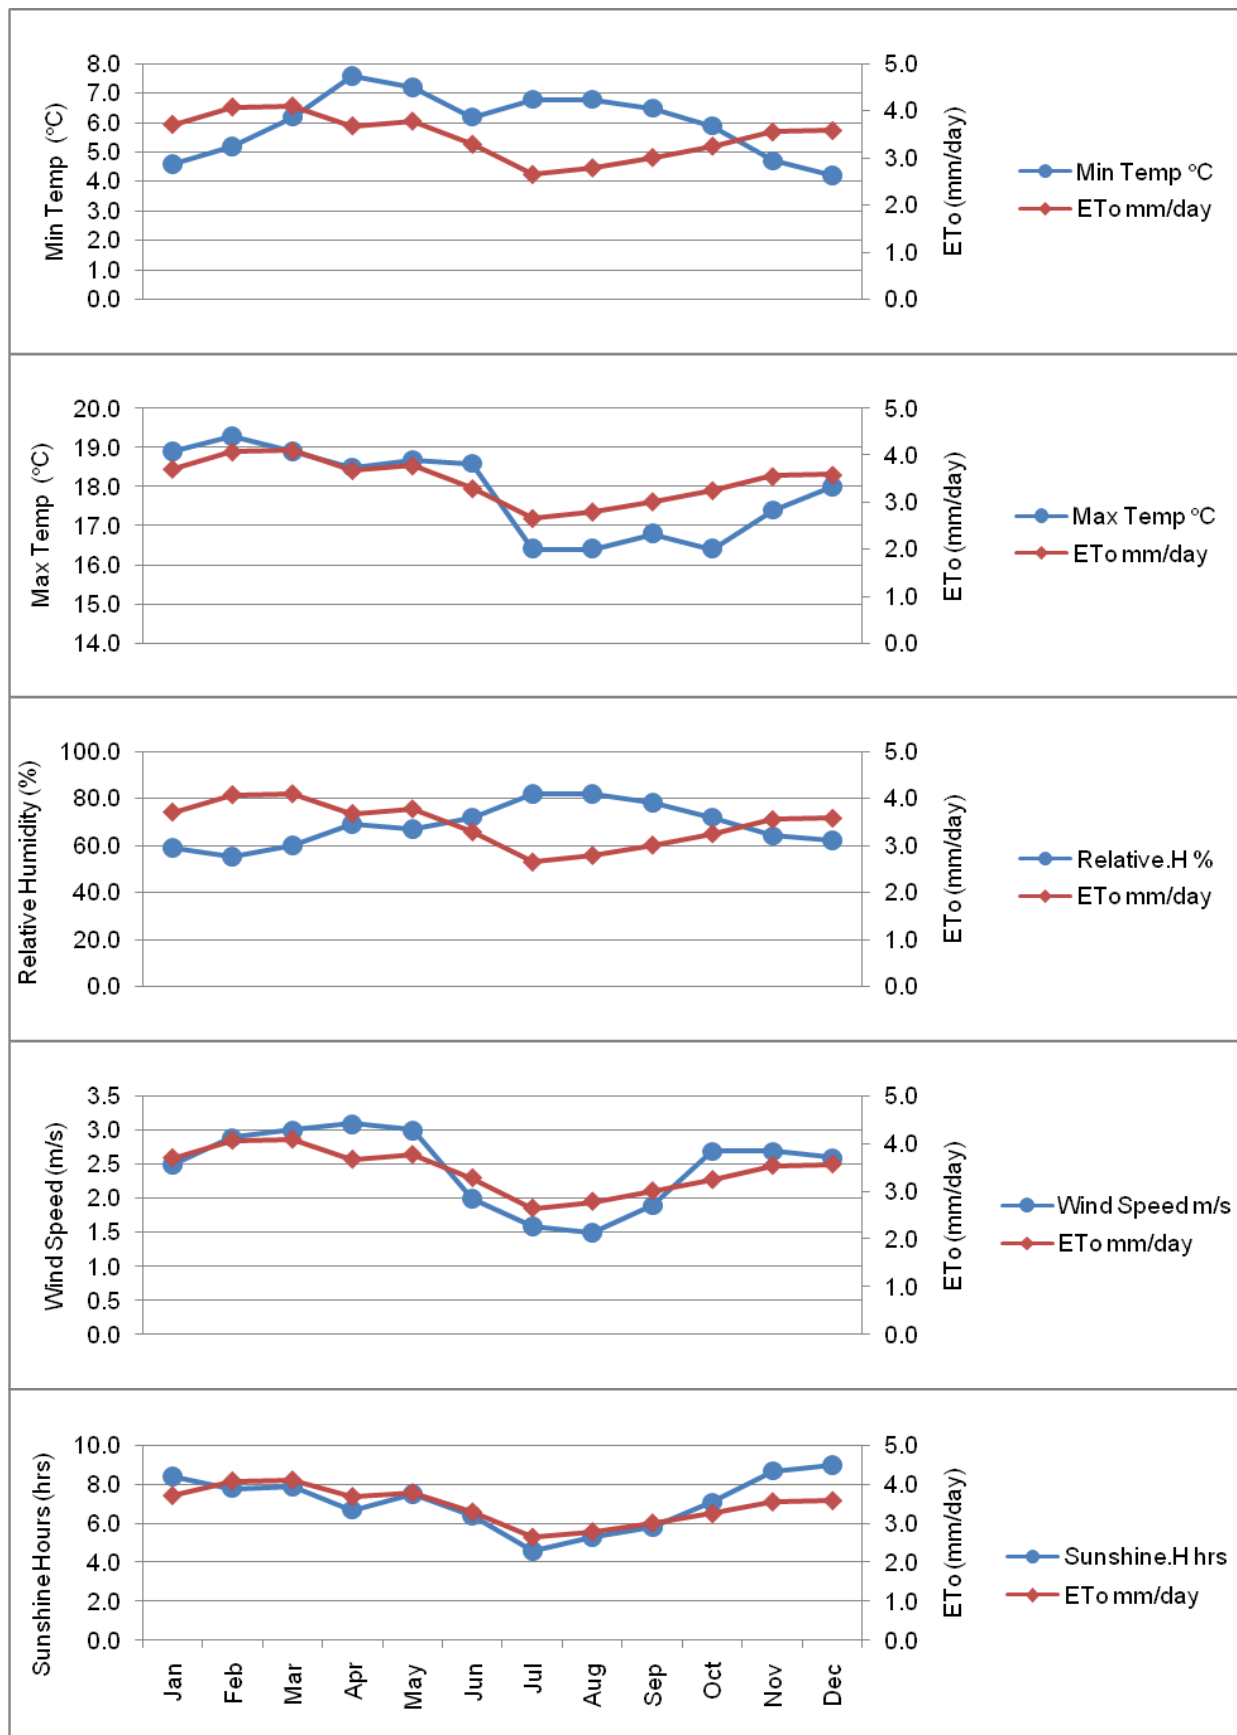 8.0
7.0
6.0
5.0
4.0
3.0
2.0
1.0
0.0
Min Temp (°C)
5.0
4.0
3.0
2.0
1.0
0.0
ETo (mm/day)
Min Temp °C
ETo mm/day
20.0
19.0
18.0
17.0
16.0
15.0
14.0
Max Temp (°C)
5.0
4.0
3.0
2.0
1.0
0.0
ETo (mm/day)
Max Temp °C
ETo mm/day
100.0
80.0
60.0
40.0
20.0
0.0
Relative Humidity (%)
5.0
4.0
3.0
2.0
1.0
0.0
ETo (mm/day)
Relative.H %
ETo mm/day
3.5
3.0
2.5
2.0
1.5
1.0
0.5
0.0
Wind Speed (m/s)
5.0
4.0
3.0
2.0
1.0
0.0
ETo (mm/day)
Wind Speed m/s
ETo mm/day
10.0
8.0
6.0
4.0
2.0
0.0
Sunshine Hours (hrs)
5.0
4.0
3.0
2.0
1.0
0.0
ETo (mm/day)
Sunshine.H hrs
ETo mm/day
Jan
Feb
Mar
Apr
May
Jun
Jul
Aug
Sep
Oct
Nov
Dec